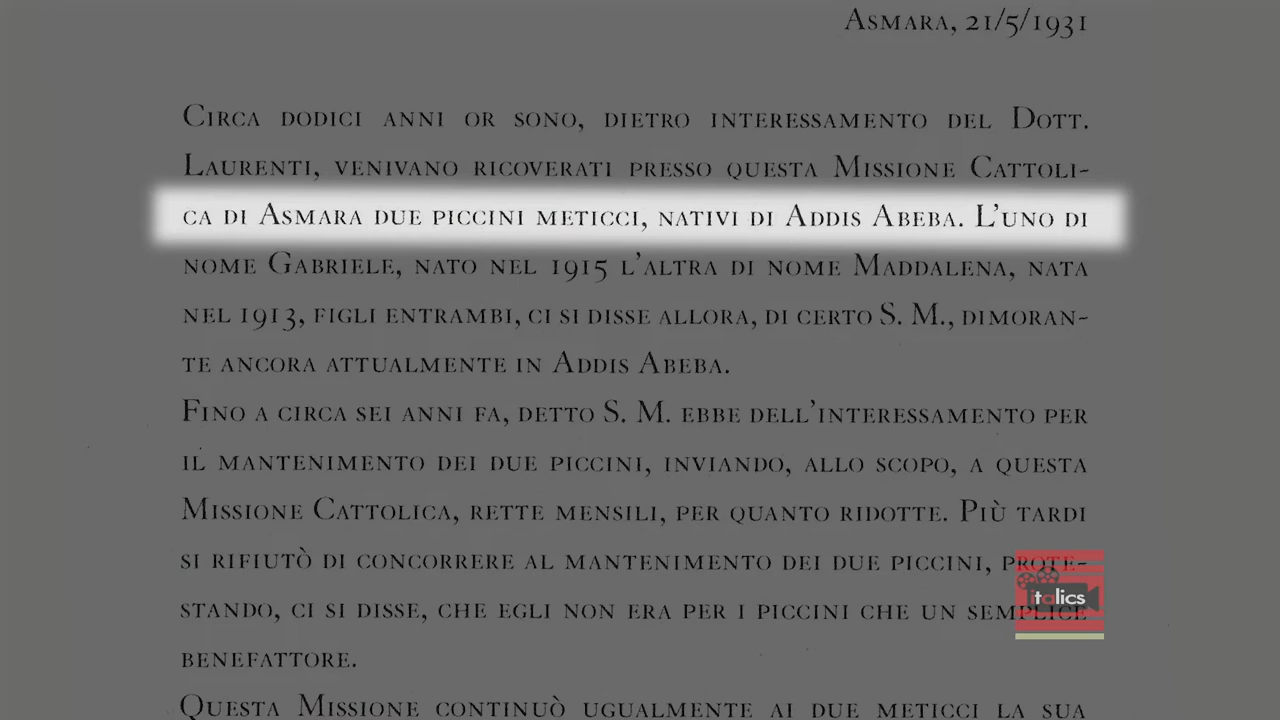 Asmara, 21/5/1931
Circa dodici anni or sono, dietro interessamento del Dott.
Laurenti, venivano ricoverati presso questa Missione Cattoli-
ca di Asmara due piccini meticci, nativi di Addis Abeba. L'uno di
nome Gabriele, nato nel 1915 l'altra di nome Maddalena, nata
nel 1913, figli entrambi, ci si disse allora, di certo S. M., dimoran-
te ancora attualmente in Addis Abeba.
Fino a circa sei anni fa, detto S. M. ebbe dell'interessamento per
il mantenimento dei due piccini, inviando, allo scopo, a questa
Missione Cattolica, rette mensili, per quanto ridotte. Più tardi
si rifiutò di concorrere al mantenimento dei due piccini, prote-
stando, ci si disse, che egli non era per i piccini che un semplice
benefattore.
Questa Missione continuò ugualmente ai due meticci la sua
italics